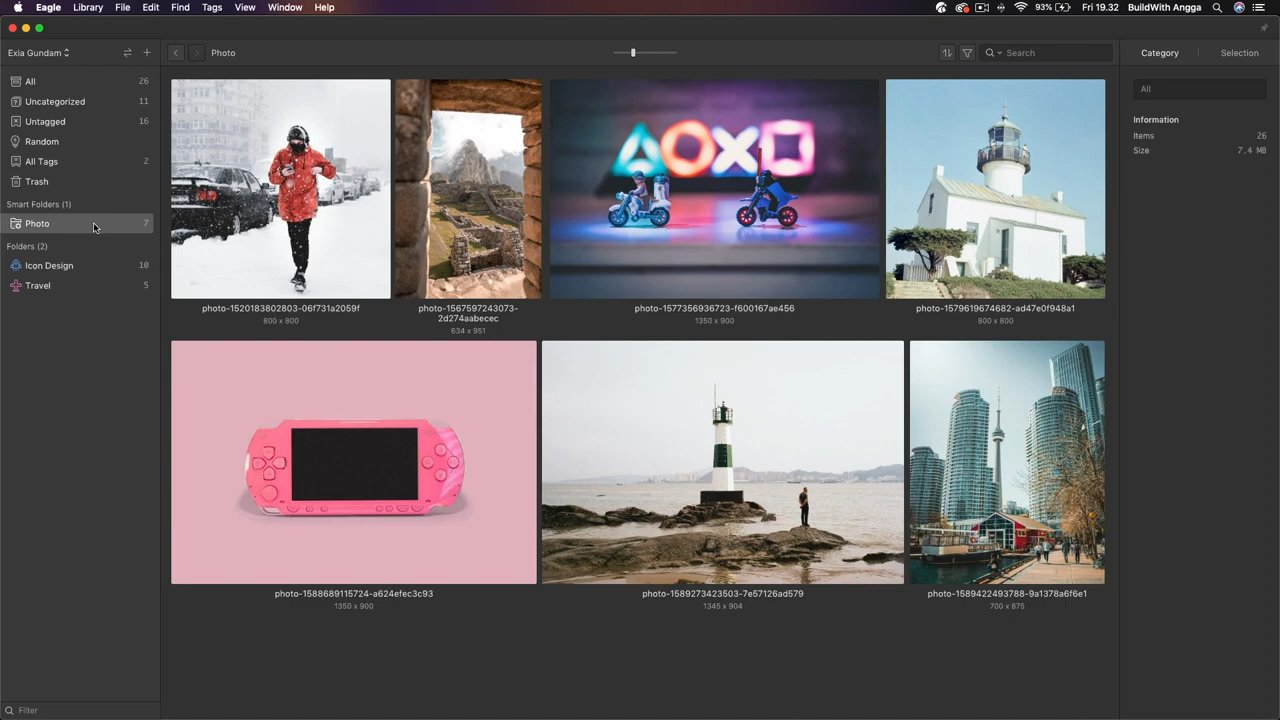 Eagle Library File Edit Find Tags View Window Help 93% Fri 19.32 BuildWith Angga
Exia Gundam
All 26
Uncategorized 11
Untagged 16
Random
All Tags 2
Trash
Smart Folders (1)
Photo 7
Folders (2)
Icon Design 10
Travel 5
Filter
Photo
Search
photo-1520183802803-06f731a2059f
800 x 800
photo-1567597243073-
2d274aabecec
634 x 951
photo-1577356936723-f600167ae456
1350 x 900
photo-1579619674682-ad47e0f948a1
800 x 800
photo-1588689115724-a624efec3c93
1350 x 900
photo-1589273423503-7e57126ad579
1345 x 904
photo-1589422493788-9a1378a6f6e1
700 x 875
Category Selection
All
Information
Items 26
Size 7.4 MB